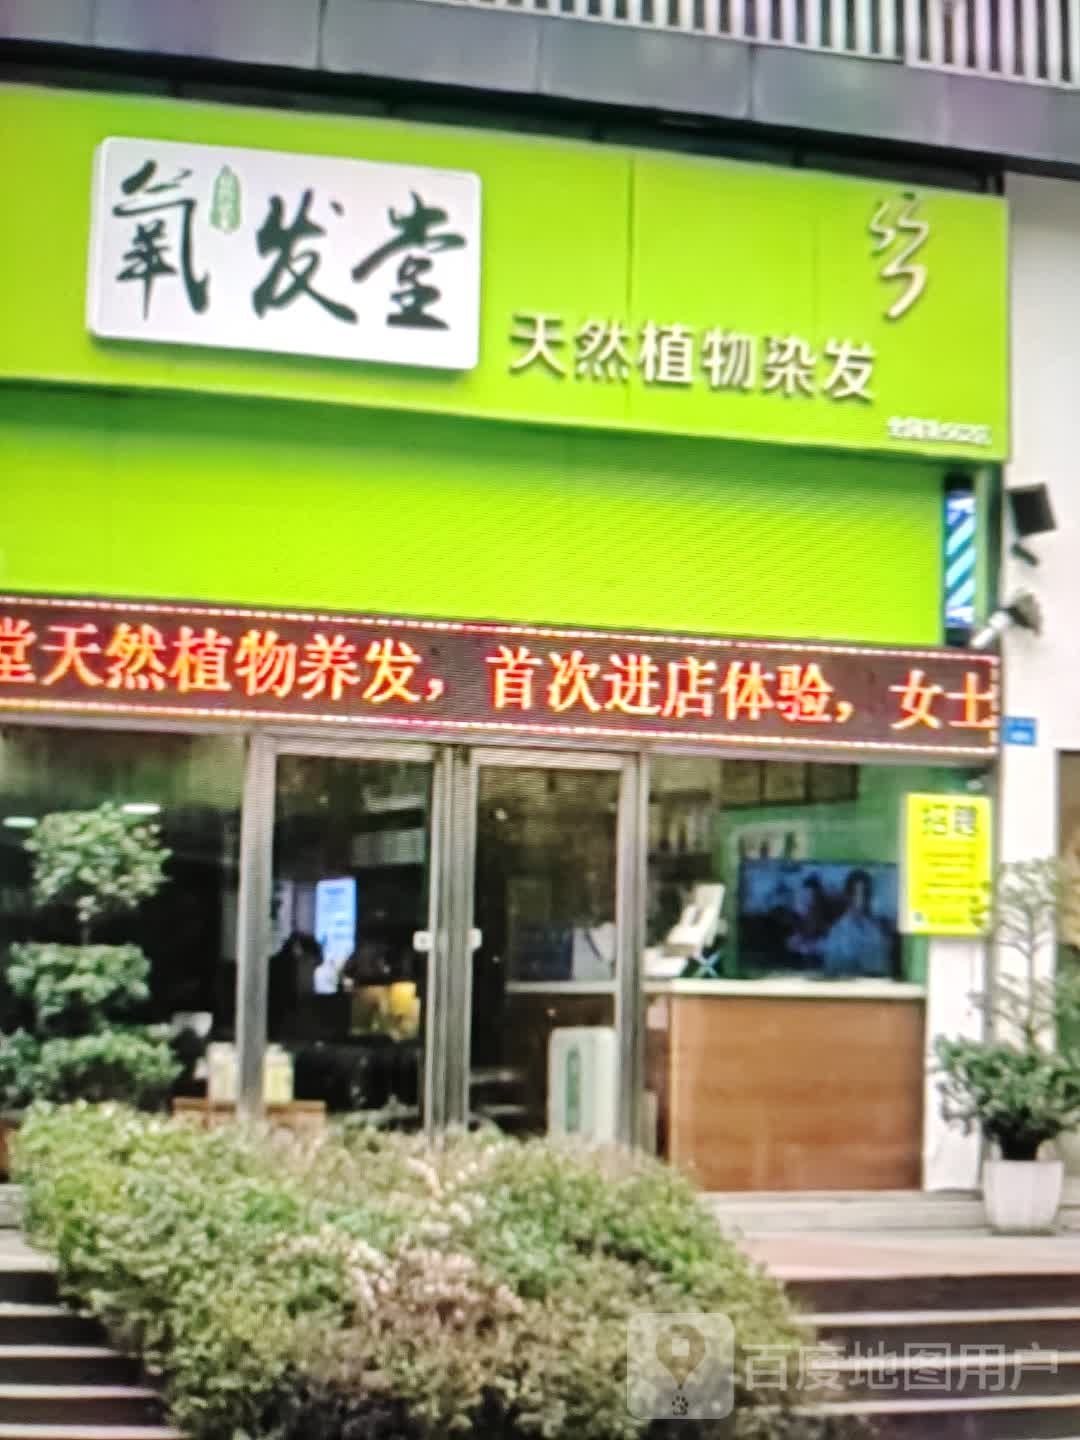 氧发堂
天然植物染发
堂天然植物养发，首次进店体验，女士
招聘
百度地图用户